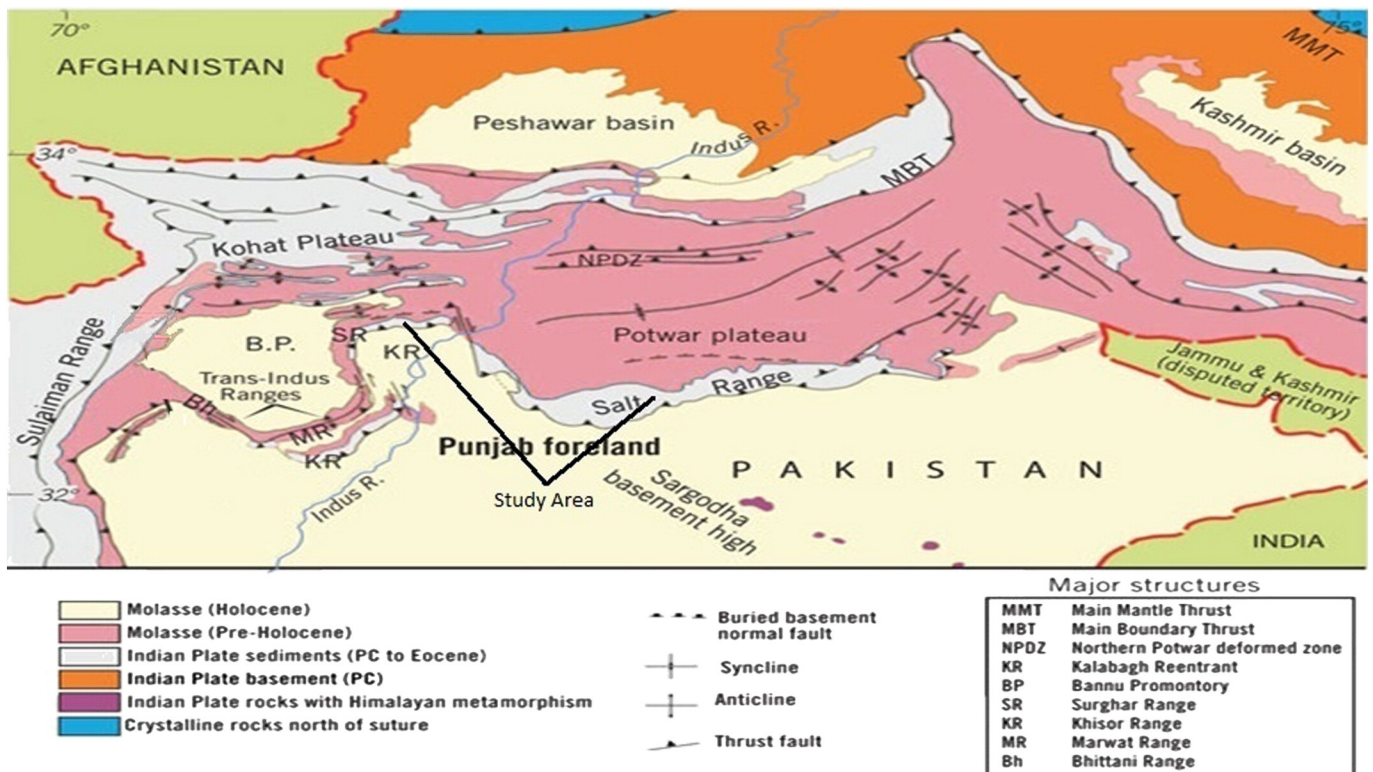 70°
75°
AFGHANISTAN
MMT
Peshawar basin
Indus R.
Kashmir basin
34°
MBT
Kohat Plateau
NPDZ
Sulaiman Range
B.P.
SR
KR
Potwar plateau
Trans-Indus
Ranges
Bh
MR
KR
Salt Range
Jammu & Kashmir
(disputed territory)
Punjab foreland
PAKISTAN
32°
Indus R.
Study Area
Sargodha
basement high
INDIA
Molasse (Holocene)
Molasse (Pre-Holocene)
Indian Plate sediments (PC to Eocene)
Indian Plate basement (PC)
Indian Plate rocks with Himalayan metamorphism
Crystalline rocks north of suture
Buried basement
normal fault
Syncline
Anticline
Thrust fault
Major structures
MMT Main Mantle Thrust
MBT Main Boundary Thrust
NPDZ Northern Potwar deformed zone
KR Kalabagh Reentrant
BP Bannu Promontory
SR Surghar Range
KR Khisor Range
MR Marwat Range
Bh Bhittani Range